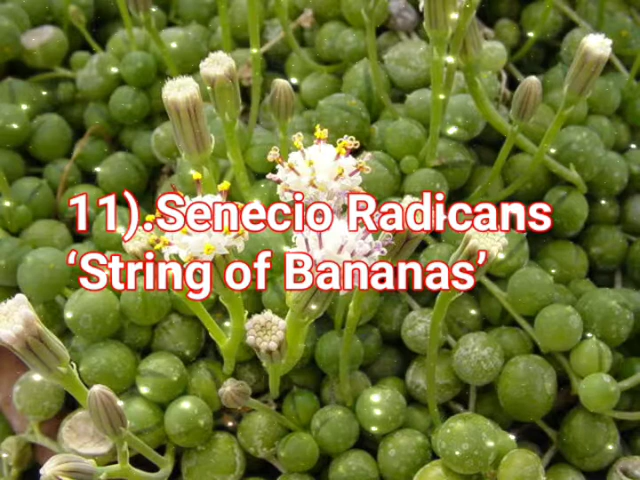 11).Senecio Radicans
‘String of Bananas’